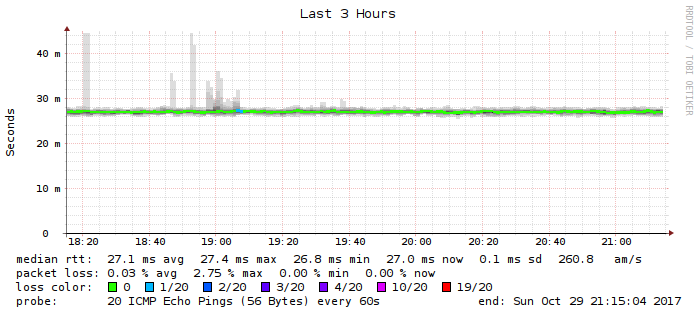 Last 3 Hours
RRDTOOL / TOBI OETIKER
Seconds
40 m
30 m
20 m
10 m
0
18:20 18:40 19:00 19:20 19:40 20:00 20:20 20:40 21:00
median rtt: 27.1 ms avg 27.4 ms max 26.8 ms min 27.0 ms now 0.1 ms sd 260.8 am/s
packet loss: 0.03 % avg 2.75 % max 0.00 % min 0.00 % now
loss color: 0 1/20 2/20 3/20 4/20 10/20 19/20
probe: 20 ICMP Echo Pings (56 Bytes) every 60s end: Sun Oct 29 21:15:04 2017